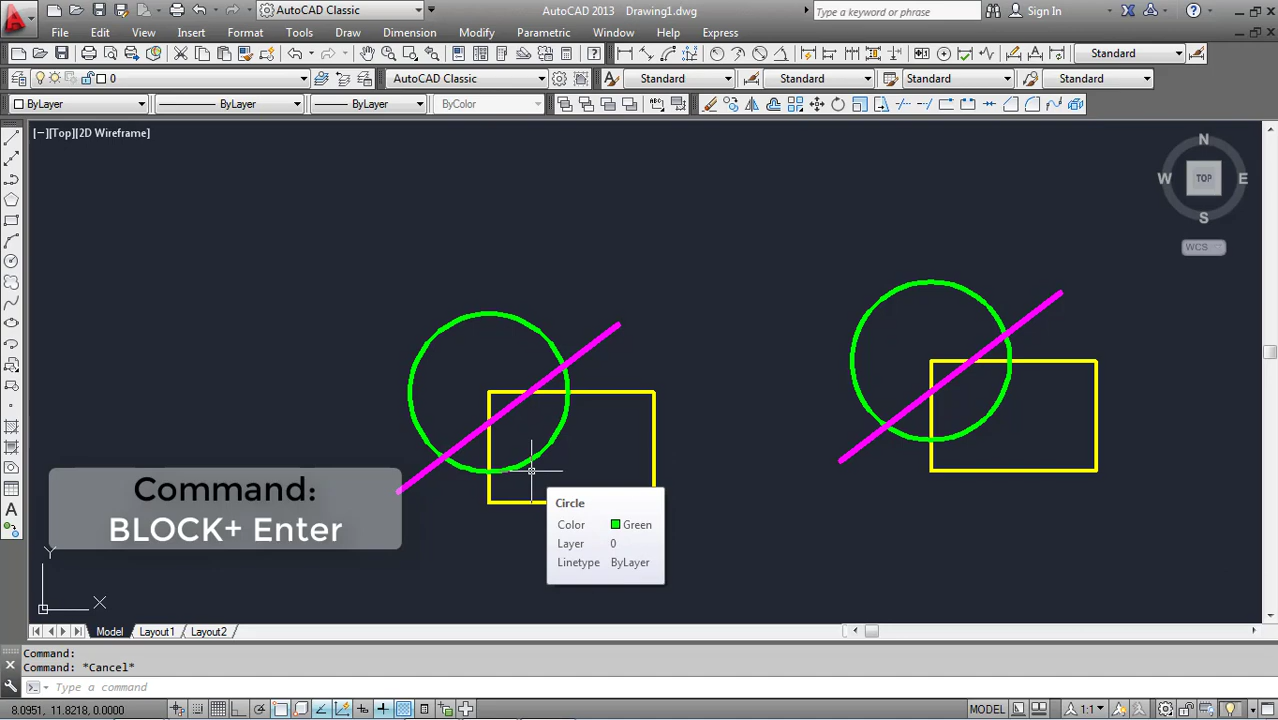 AutoCAD Classic
AutoCAD 2013 Drawing1.dwg
Type a keyword or phrase
Sign In
File Edit View Insert Format Tools Draw Dimension Modify Parametric Window Help Express
Standard
0
AutoCAD Classic
Standard
Standard
Standard
Standard
ByLayer
ByLayer
ByLayer
ByColor
[−][Top][2D Wireframe]
N
W
TOP
E
S
WCS
Command:
BLOCK+ Enter
Circle
Color Green
Layer 0
Linetype ByLayer
Y
X
A
Model Layout1 Layout2
Command:
Command: *Cancel*
Type a command
8.0951, 11.8218, 0.0000
MODEL
1:1